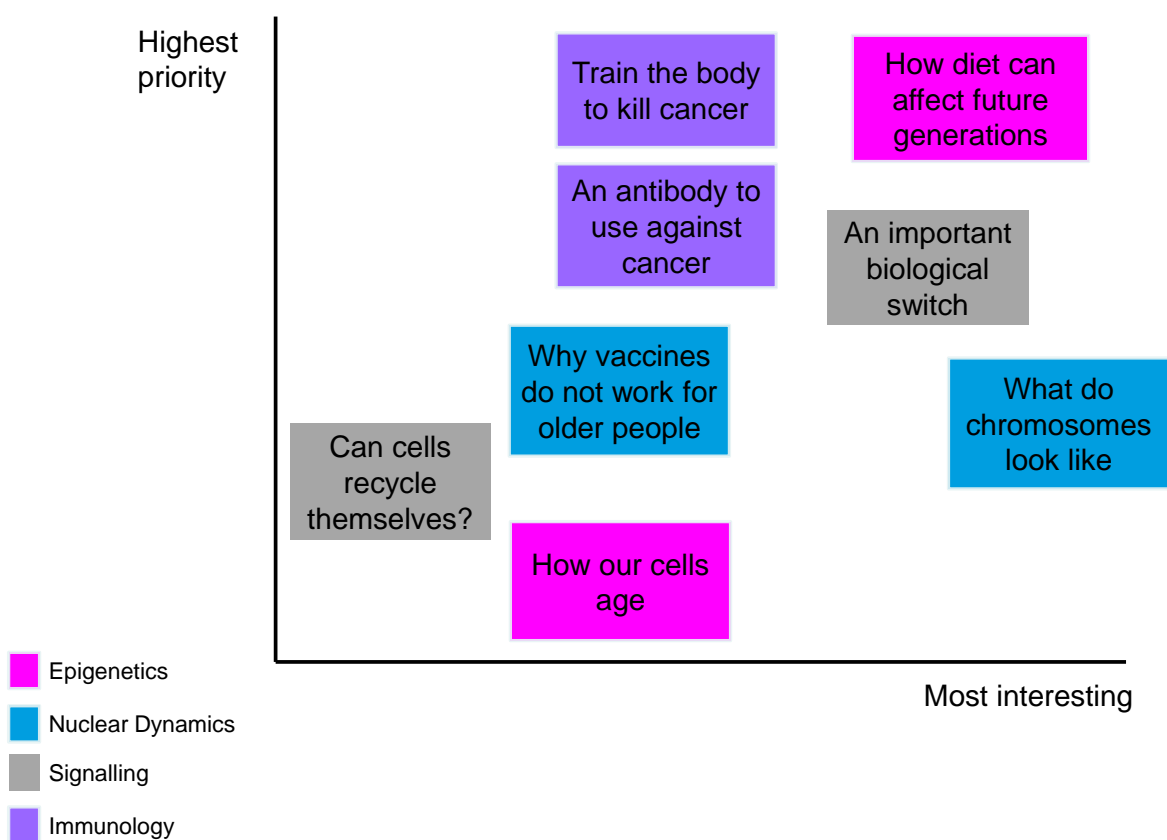 Highest
priority
Train the body
to kill cancer
How diet can
affect future
generations
An antibody to
use against
cancer
An important
biological
switch
Why vaccines
do not work for
older people
What do
chromosomes
look like
Can cells
recycle
themselves?
How our cells
age
Most interesting
Epigenetics
Nuclear Dynamics
Signalling
Immunology